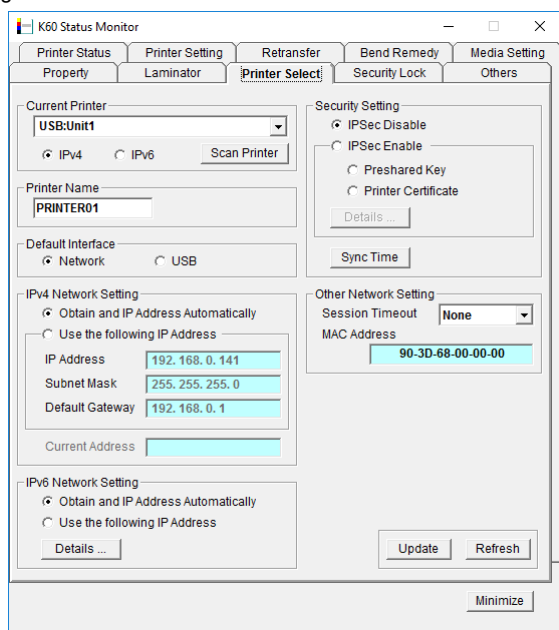 K60 Status Monitor
Printer Status Printer Setting Retransfer Bend Remedy Media Setting
Property Laminator Printer Select Security Lock Others
Current Printer
USB:Unit1
IPv4 IPv6 Scan Printer
Printer Name
PRINTER01
Default Interface
Network USB
IPv4 Network Setting
Obtain and IP Address Automatically
Use the following IP Address
IP Address 192. 168. 0. 141
Subnet Mask 255. 255. 255. 0
Default Gateway 192. 168. 0. 1
Current Address
IPv6 Network Setting
Obtain and IP Address Automatically
Use the following IP Address
Details ...
Security Setting
IPSec Disable
IPSec Enable
Preshared Key
Printer Certificate
Details ...
Sync Time
Other Network Setting
Session Timeout None
MAC Address
90-3D-68-00-00-00
Update Refresh
Minimize